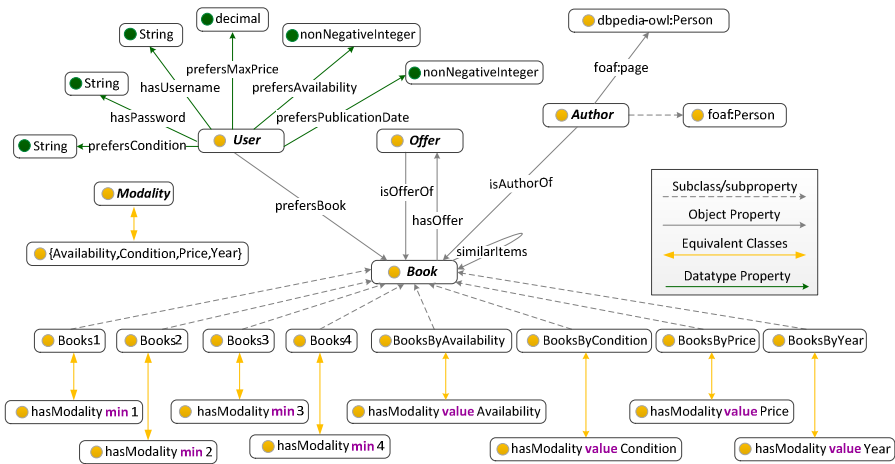 dbpedia-owl:Person
decimal
String
nonNegativeInteger
foaf:page
prefersMaxPrice
String
hasUsername
prefersAvailability
nonNegativeInteger
hasPassword
prefersPublicationDate
Author
foaf:Person
String
prefersCondition
User
Offer
Modality
isOfferOf
isAuthorOf
Subclass/subproperty
prefersBook
hasOffer
Object Property
{Availability,Condition,Price,Year}
similarItems
Equivalent Classes
Book
Datatype Property
Books1
Books2
Books3
Books4
BooksByAvailability
BooksByCondition
BooksByPrice
BooksByYear
hasModality min 1
hasModality min 3
hasModality value Availability
hasModality value Price
hasModality min 2
hasModality min 4
hasModality value Condition
hasModality value Year